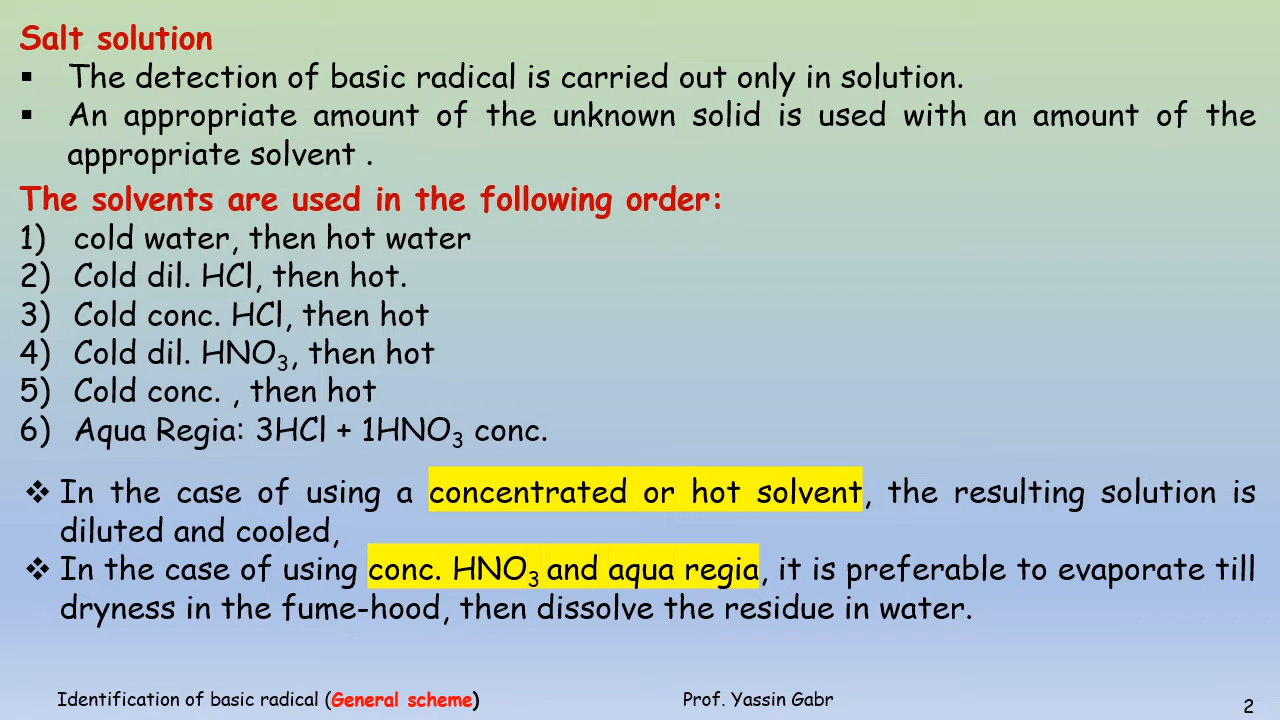 Salt solution
▪ The detection of basic radical is carried out only in solution.
▪ An appropriate amount of the unknown solid is used with an amount of the
appropriate solvent .
The solvents are used in the following order:
1) cold water, then hot water
2) Cold dil. HCl, then hot.
3) Cold conc. HCl, then hot
4) Cold dil. HNO₃, then hot
5) Cold conc. , then hot
6) Aqua Regia: 3HCl + 1HNO₃ conc.
❖ In the case of using a concentrated or hot solvent, the resulting solution is
diluted and cooled,
❖ In the case of using conc. HNO₃ and aqua regia, it is preferable to evaporate till
dryness in the fume-hood, then dissolve the residue in water.
Identification of basic radical (General scheme) Prof. Yassin Gabr 2